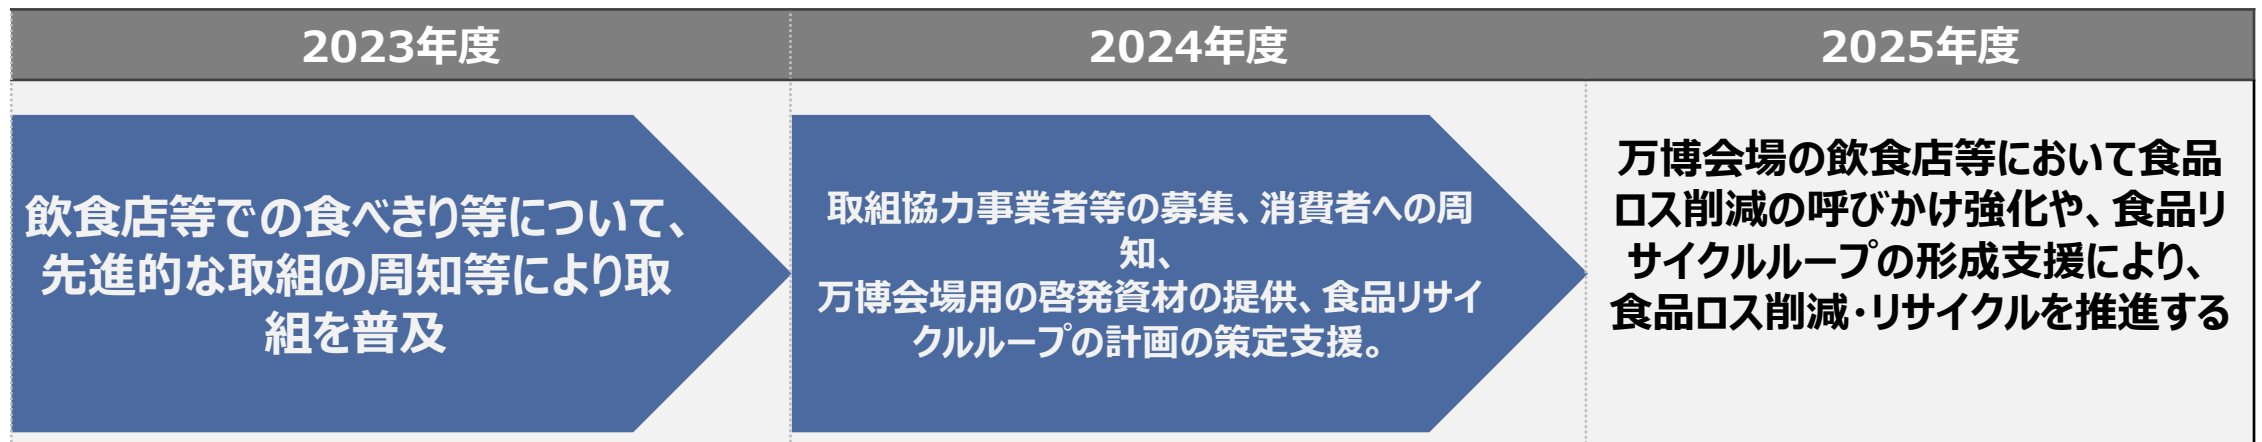 2023年度
2024年度
2025年度
飲食店等での食べきり等について、
先進的な取組の周知等により取
組を普及
取組協力事業者等の募集、消費者への周
知、
万博会場用の啓発資材の提供、食品リサイ
クルループの計画の策定支援。
万博会場の飲食店等において食品
ロス削減の呼びかけ強化や、食品リ
サイクルループの形成支援により、
食品ロス削減・リサイクルを推進する